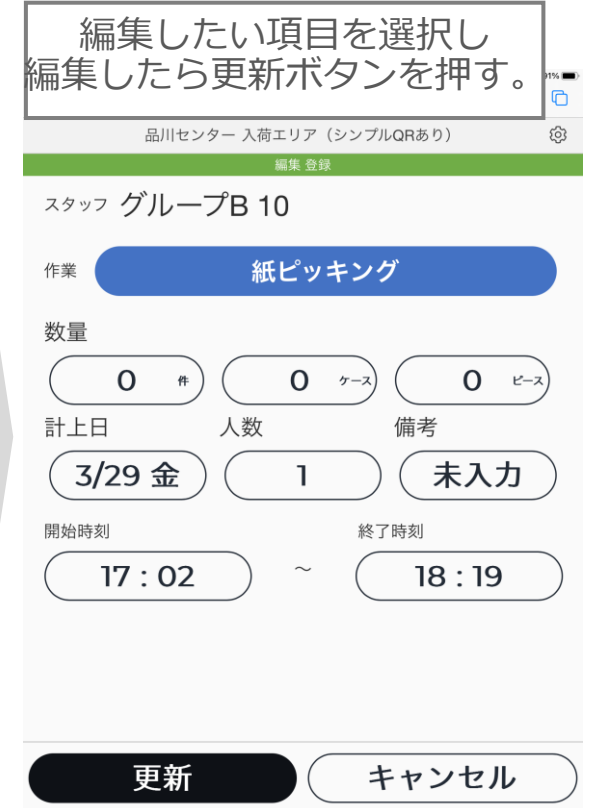 編集したい項目を選択し
編集したら更新ボタンを押す。
91%
品川センター 入荷エリア（シンプルQRあり）
編集 登録
スタッフ グループB 10
作業 紙ピッキング
数量
0 件 0 ケース 0 ピース
計上日 人数 備考
3/29 金 1 未入力
開始時刻 終了時刻
17 : 02 ～ 18 : 19
更新 キャンセル